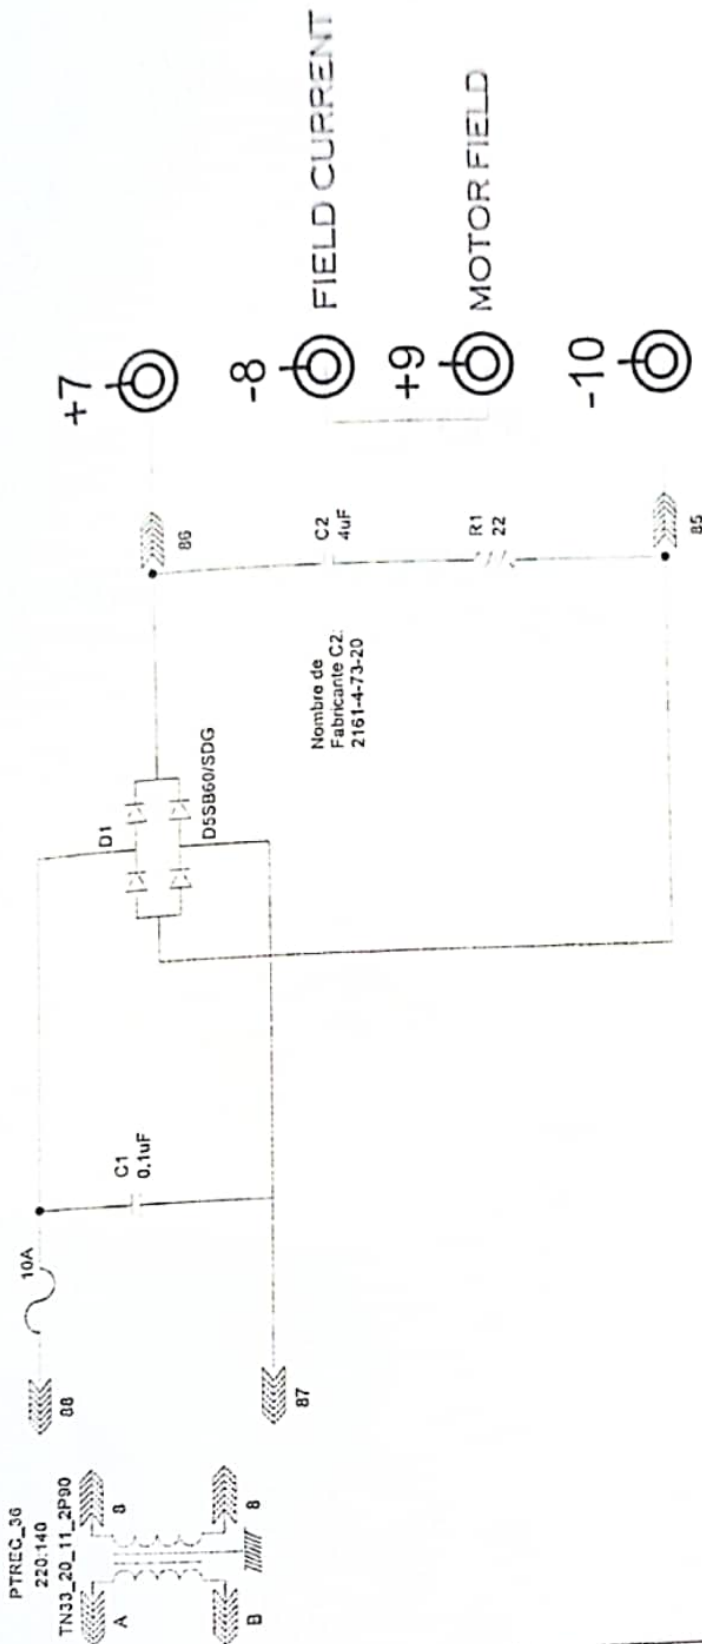 PTREC_36
220:140
TN33_20_11_2P90
A
8
B
8
88
10A
87
C1
0.1uF
D1
D5SB60/SDG
Nombre de
Fabricante C2:
2161-4-73-20
C2
4uF
R1
22
86
85
+7
-8
FIELD CURRENT
+9
MOTOR FIELD
-10